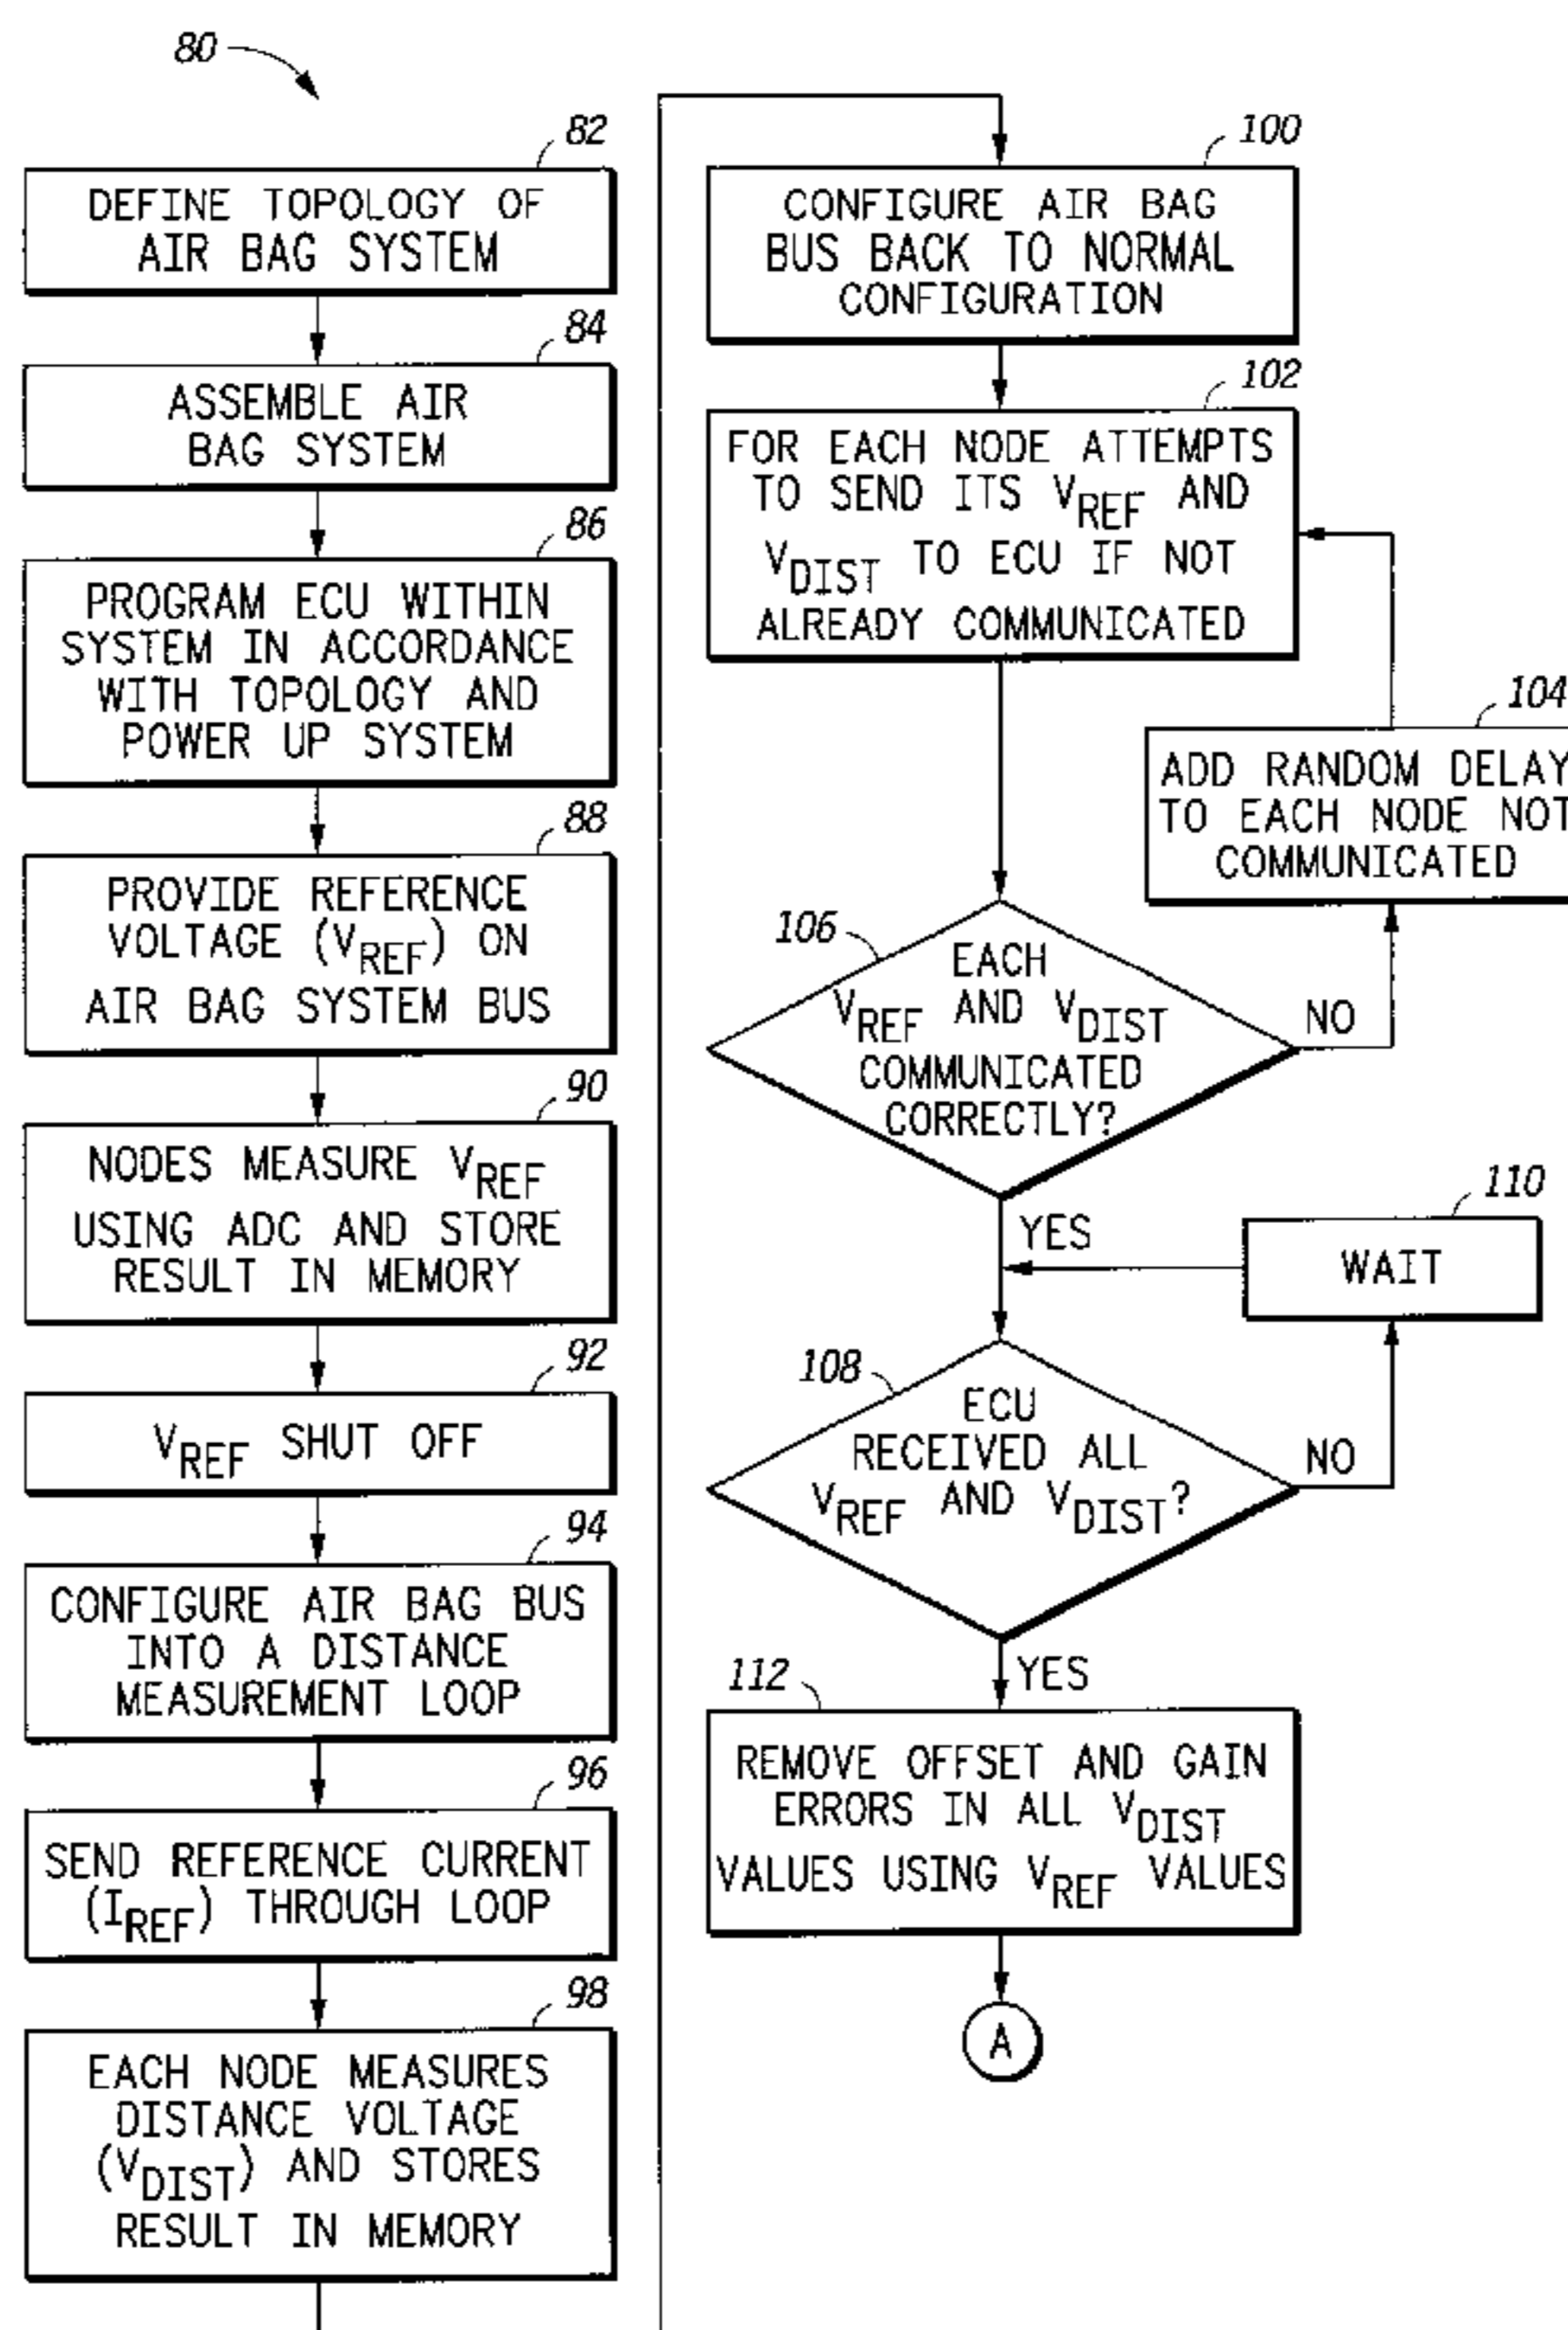 80
82
DEFINE TOPOLOGY OF
AIR BAG SYSTEM
84
ASSEMBLE AIR
BAG SYSTEM
86
PROGRAM ECU WITHIN
SYSTEM IN ACCORDANCE
WITH TOPOLOGY AND
POWER UP SYSTEM
88
PROVIDE REFERENCE
VOLTAGE (VREF) ON
AIR BAG SYSTEM BUS
90
NODES MEASURE VREF
USING ADC AND STORE
RESULT IN MEMORY
92
VREF SHUT OFF
94
CONFIGURE AIR BAG BUS
INTO A DISTANCE
MEASUREMENT LOOP
96
SEND REFERENCE CURRENT
(IREF) THROUGH LOOP
98
EACH NODE MEASURES
DISTANCE VOLTAGE
(VDIST) AND STORES
RESULT IN MEMORY
100
CONFIGURE AIR BAG
BUS BACK TO NORMAL
CONFIGURATION
102
FOR EACH NODE ATTEMPTS
TO SEND ITS VREF AND
VDIST TO ECU IF NOT
ALREADY COMMUNICATED
104
ADD RANDOM DELAY
TO EACH NODE NOT
COMMUNICATED
106
EACH
VREF AND VDIST
COMMUNICATED
CORRECTLY?
NO
YES
110
WAIT
108
ECU
RECEIVED ALL
VREF AND VDIST?
NO
YES
112
REMOVE OFFSET AND GAIN
ERRORS IN ALL VDIST
VALUES USING VREF VALUES
A